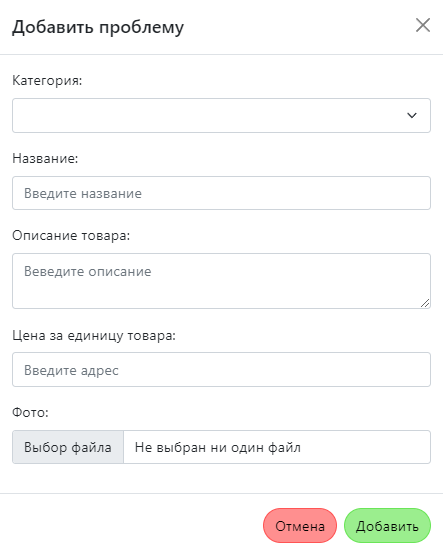 Добавить проблему
Категория:
Название:
Введите название
Описание товара:
Веведите описание
Цена за единицу товара:
Введите адрес
Фото:
Выбор файла Не выбран ни один файл
Отмена Добавить